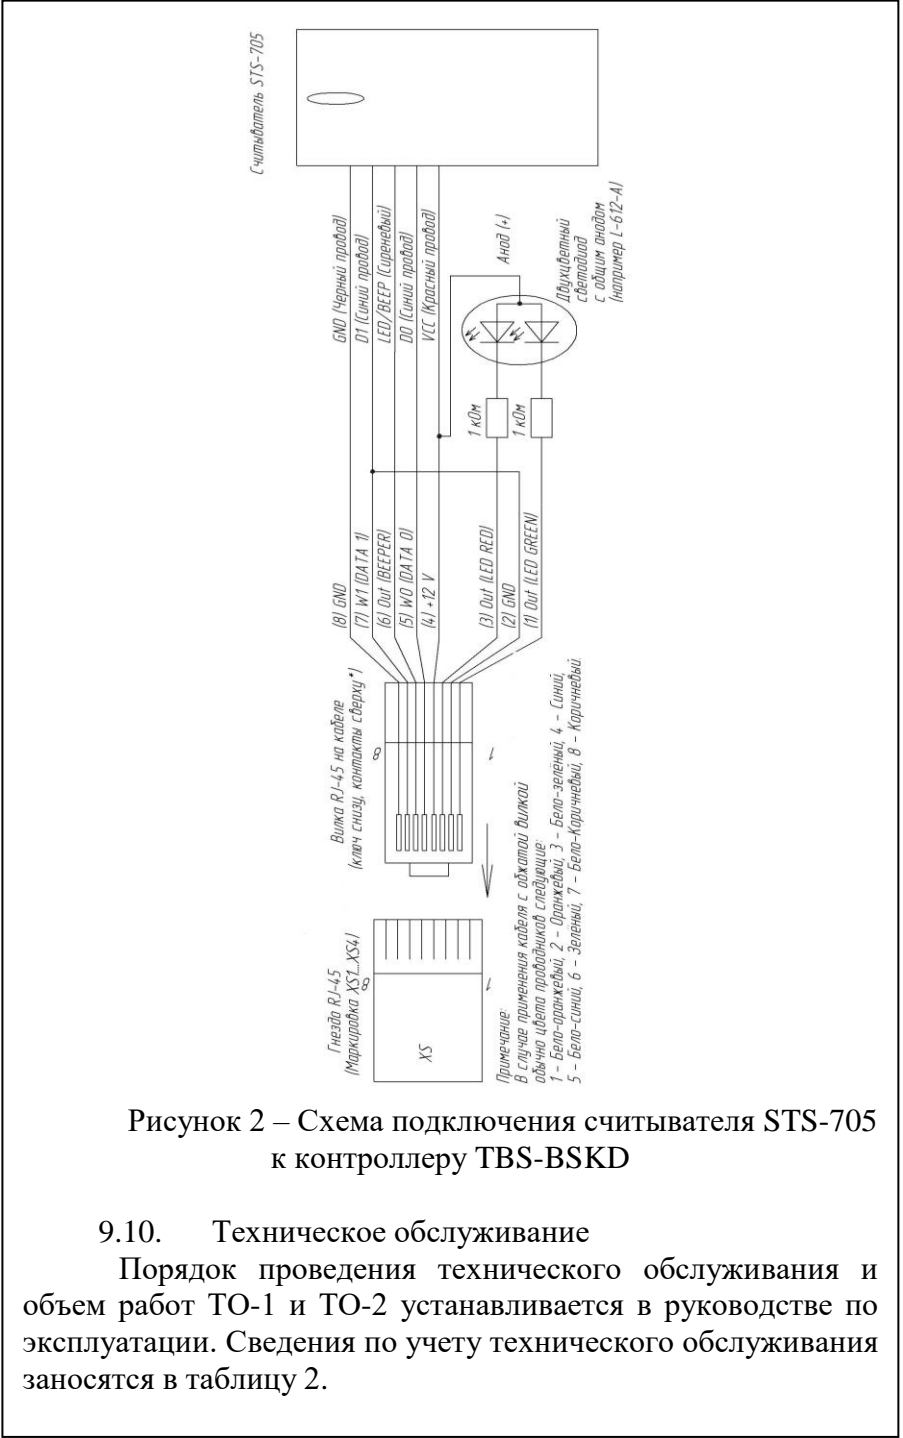 Считыватель STS-705
GND (Черный провод)
D1 (Синий провод)
LED/BEEP (Сиреневый)
D0 (Синий провод)
VCC (Красный провод)
Анод (+)
Двухцветный
светодиод
с общим анодом
(например L-612-A)
1 кОм
1 кОм
(8) GND
(7) W1 (DATA 1)
(6) Out (BEEPER)
(5) W0 (DATA 0)
(4) +12 V
(3) Out (LED RED)
(2) GND
(1) Out (LED GREEN)
Вилка RJ-45 на кабеле
(ключ снизу, контакты сверху*)
8
1
Гнездо RJ-45
(Маркировка XS1...XS4)
8
1
XS
Примечание:
В случае применения кабеля с обжатой вилкой
обычно цвета проводников следующие:
1 - Бело-оранжевый, 2 - Оранжевый, 3 - Бело-зелёный, 4 - Синий,
5 - Бело-синий, 6 - Зелёный, 7 - Бело-Коричневый, 8 - Коричневый.
Рисунок 2 – Схема подключения считывателя STS-705
к контроллеру TBS-BSKD
9.10. Техническое обслуживание
Порядок проведения технического обслуживания и
объем работ ТО-1 и ТО-2 устанавливается в руководстве по
эксплуатации. Сведения по учету технического обслуживания
заносятся в таблицу 2.